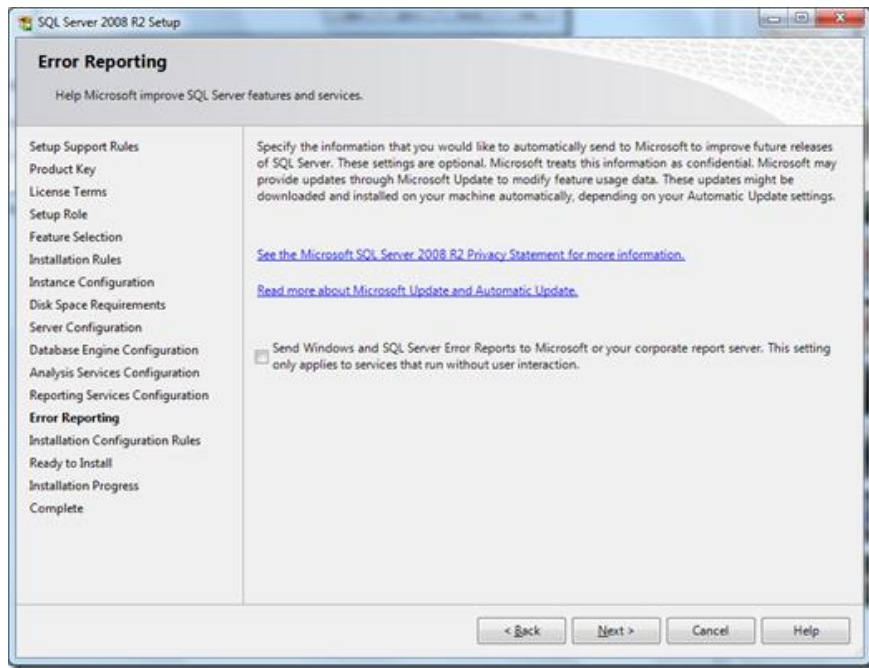 SQL Server 2008 R2 Setup
Error Reporting
Help Microsoft improve SQL Server features and services.
Setup Support Rules
Product Key
License Terms
Setup Role
Feature Selection
Installation Rules
Instance Configuration
Disk Space Requirements
Server Configuration
Database Engine Configuration
Analysis Services Configuration
Reporting Services Configuration
Error Reporting
Installation Configuration Rules
Ready to Install
Installation Progress
Complete
Specify the information that you would like to automatically send to Microsoft to improve future releases
of SQL Server. These settings are optional. Microsoft treats this information as confidential. Microsoft may
provide updates through Microsoft Update to modify feature usage data. These updates might be
downloaded and installed on your machine automatically, depending on your Automatic Update settings.
See the Microsoft SQL Server 2008 R2 Privacy Statement for more information.
Read more about Microsoft Update and Automatic Update.
Send Windows and SQL Server Error Reports to Microsoft or your corporate report server. This setting
only applies to services that run without user interaction.
< Back
Next >
Cancel
Help